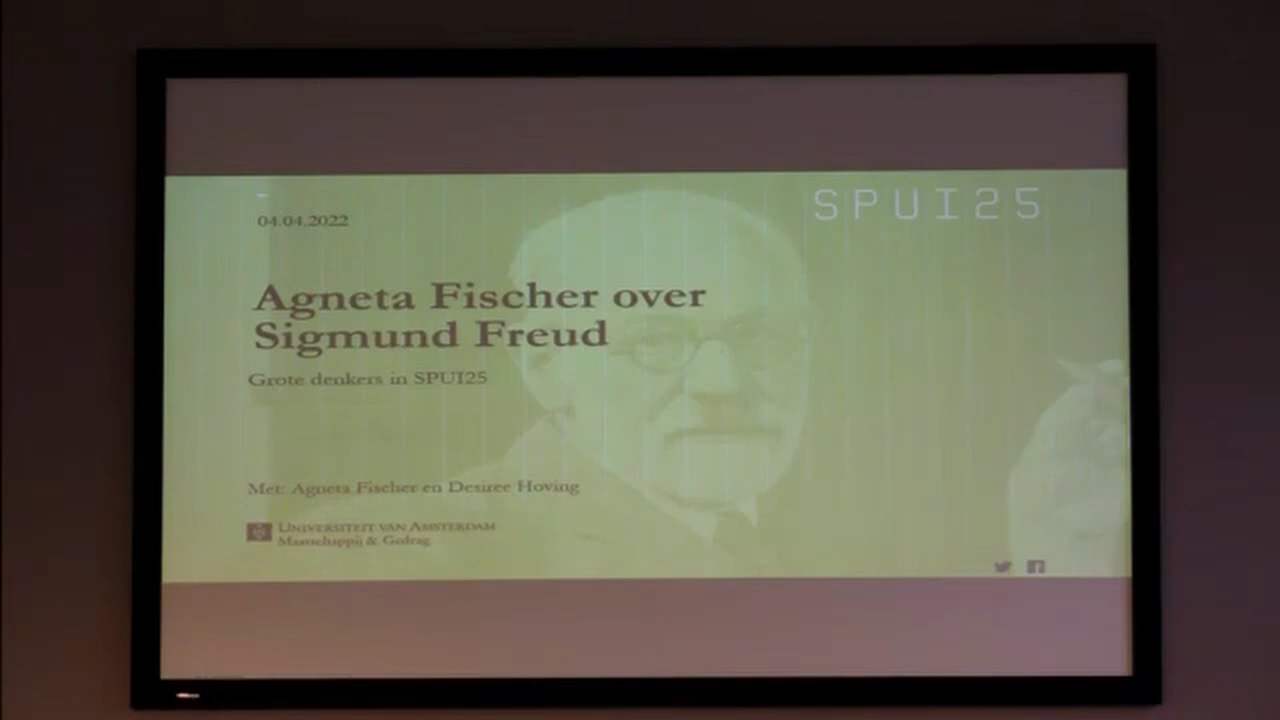 SPUI25
04.04.2022
Agneta Fischer over
Sigmund Freud
Grote denkers in SPUI25
Met: Agneta Fischer en Desiree Hoving
UNIVERSITEIT VAN AMSTERDAM
Maatschappij & Gedrag